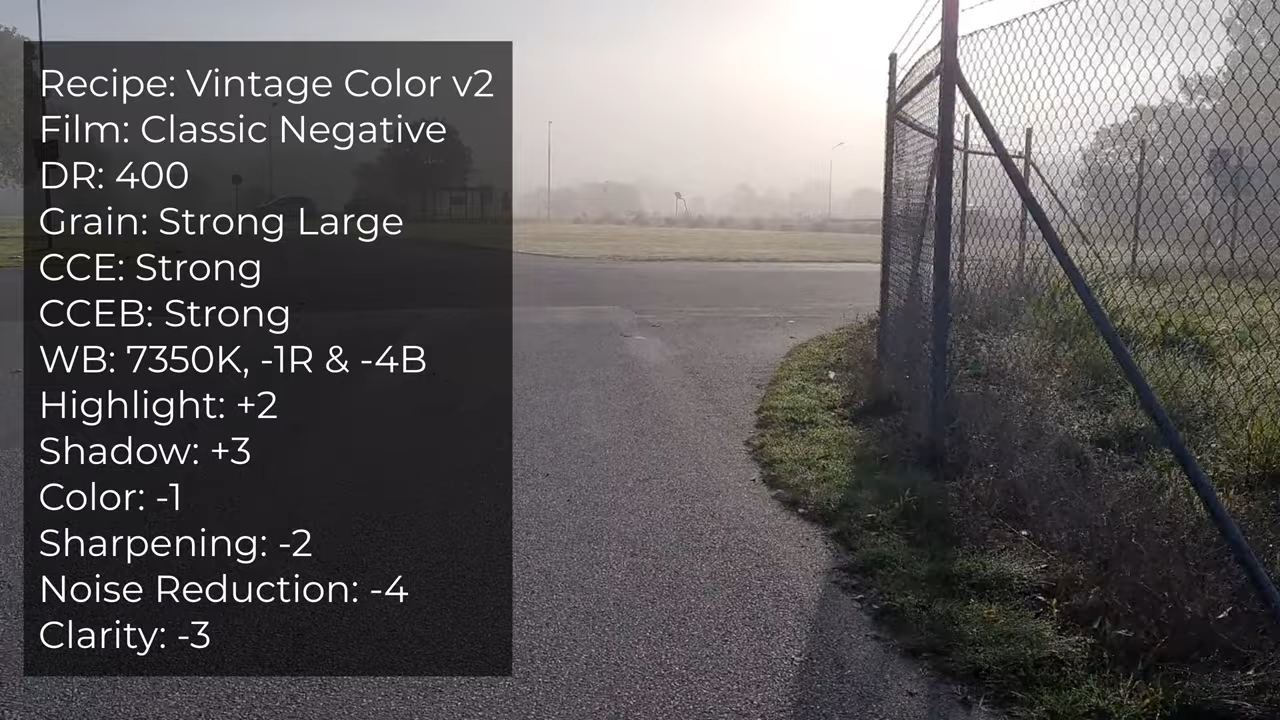 Recipe: Vintage Color v2
Film: Classic Negative
DR: 400
Grain: Strong Large
CCE: Strong
CCEB: Strong
WB: 7350K, -1R & -4B
Highlight: +2
Shadow: +3
Color: -1
Sharpening: -2
Noise Reduction: -4
Clarity: -3